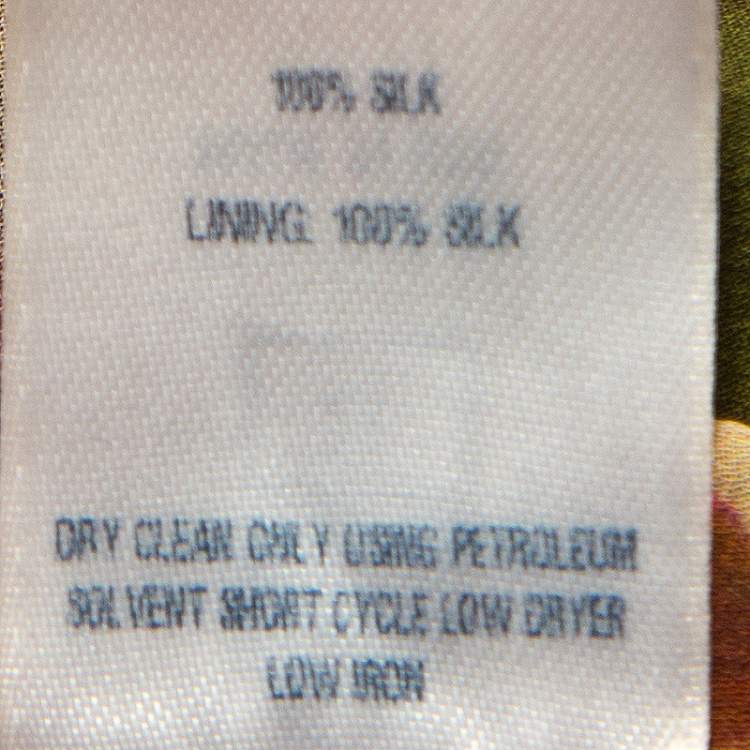 100% SILK
LINING: 100% SILK
DRY CLEAN ONLY USING PETROLEUM
SOLVENT SHORT CYCLE LOW DRYER
LOW IRON